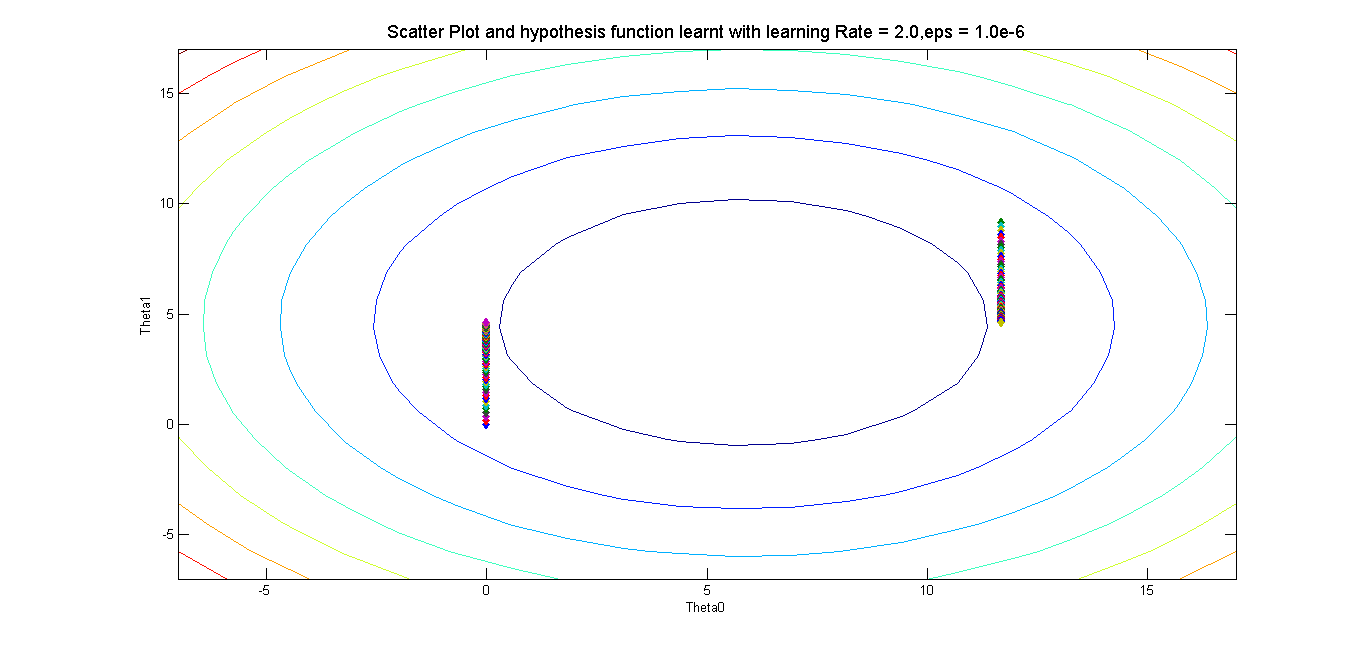 Scatter Plot and hypothesis function learnt with learning Rate = 2.0,eps = 1.0e-6
15
10
5
0
-5
Theta1
-5 0 5 10 15
Theta0